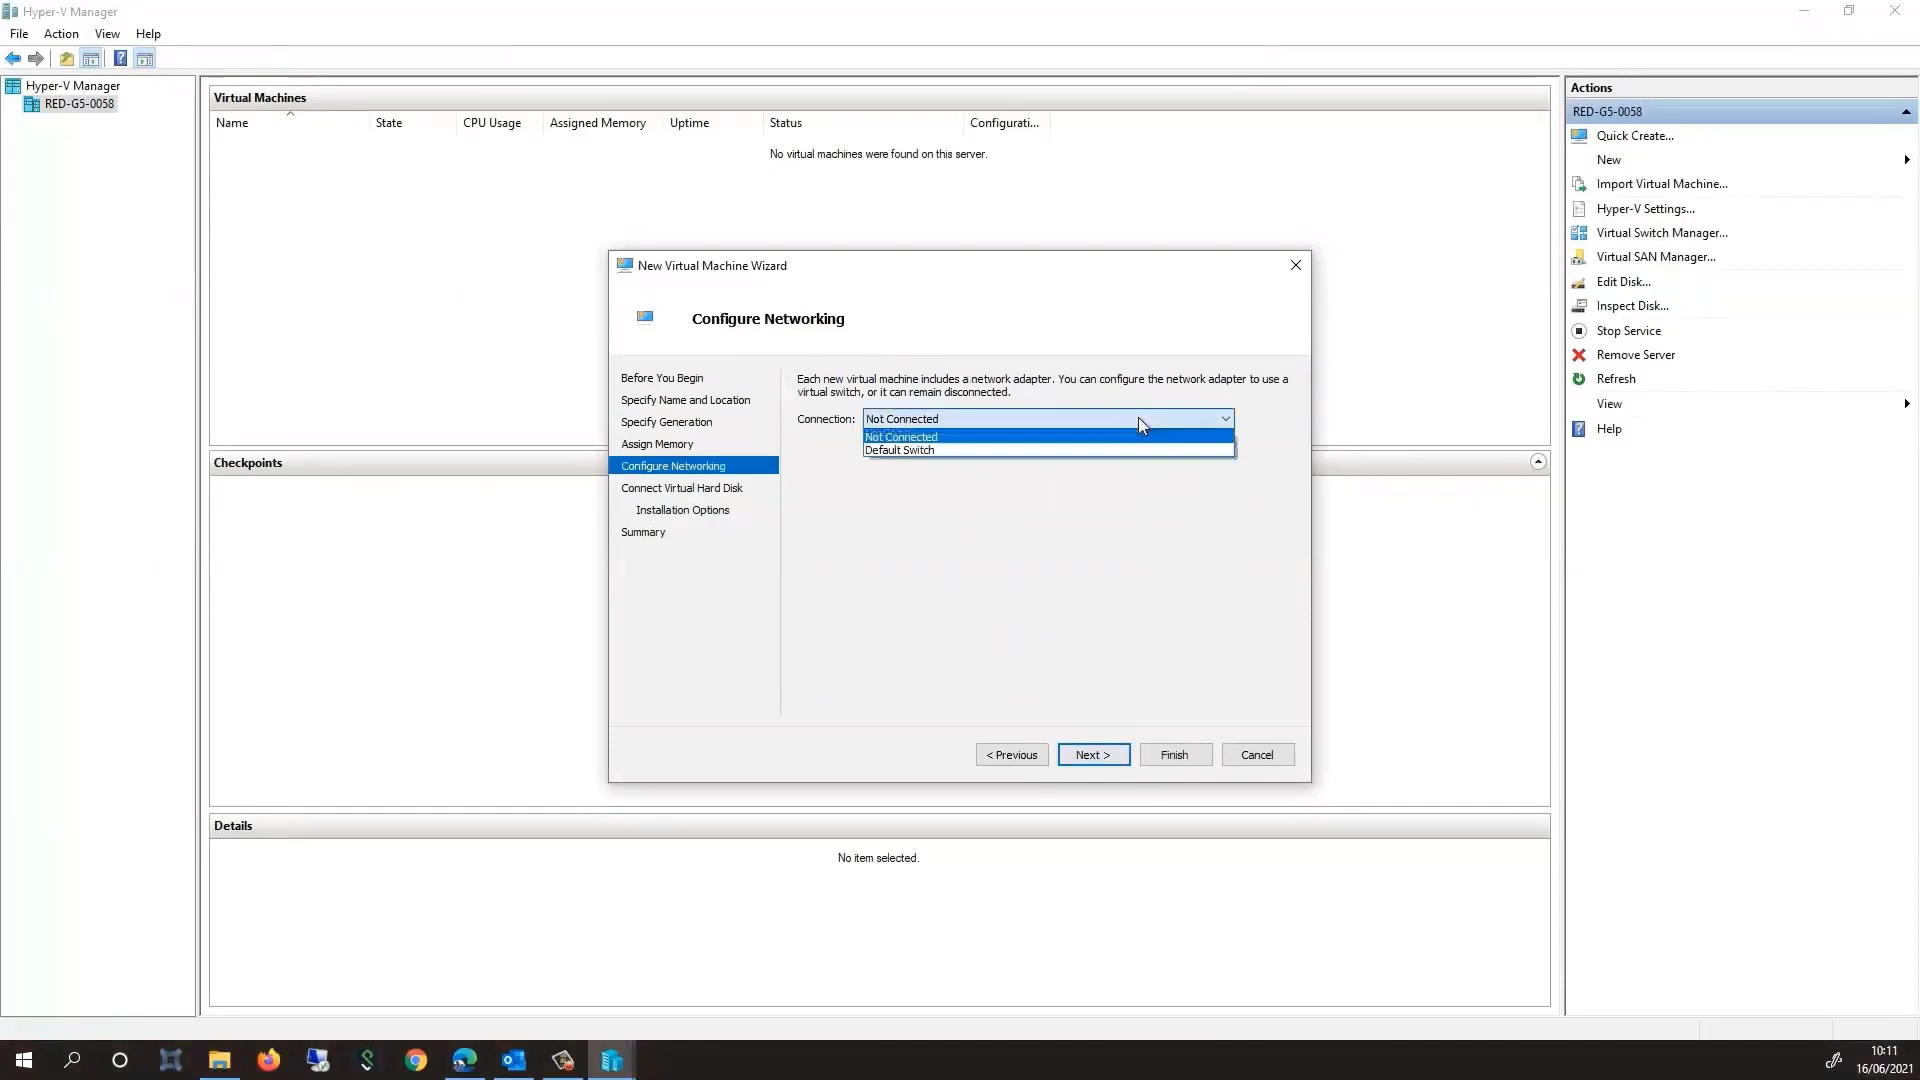 Hyper-V Manager
File Action View Help
Hyper-V Manager
RED-G5-0058
Virtual Machines
Name State CPU Usage Assigned Memory Uptime Status Configurati...
No virtual machines were found on this server.
New Virtual Machine Wizard
Configure Networking
Before You Begin
Specify Name and Location
Specify Generation
Assign Memory
Configure Networking
Connect Virtual Hard Disk
Installation Options
Summary
Each new virtual machine includes a network adapter. You can configure the network adapter to use a
virtual switch, or it can remain disconnected.
Connection: Not Connected
Not Connected
Default Switch
< Previous Next > Finish Cancel
Checkpoints
Details
No item selected.
Actions
RED-G5-0058
Quick Create...
New
Import Virtual Machine...
Hyper-V Settings...
Virtual Switch Manager...
Virtual SAN Manager...
Edit Disk...
Inspect Disk...
Stop Service
Remove Server
Refresh
View
Help
10:11
16/06/2021